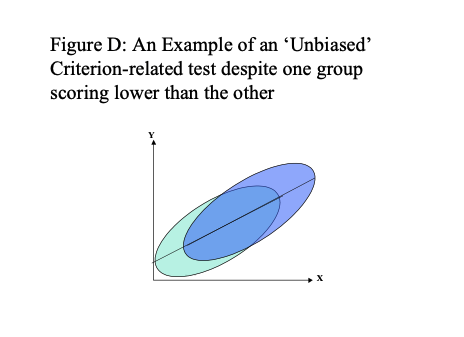 Figure D: An Example of an ‘Unbiased’
Criterion-related test despite one group
scoring lower than the other
Y
X